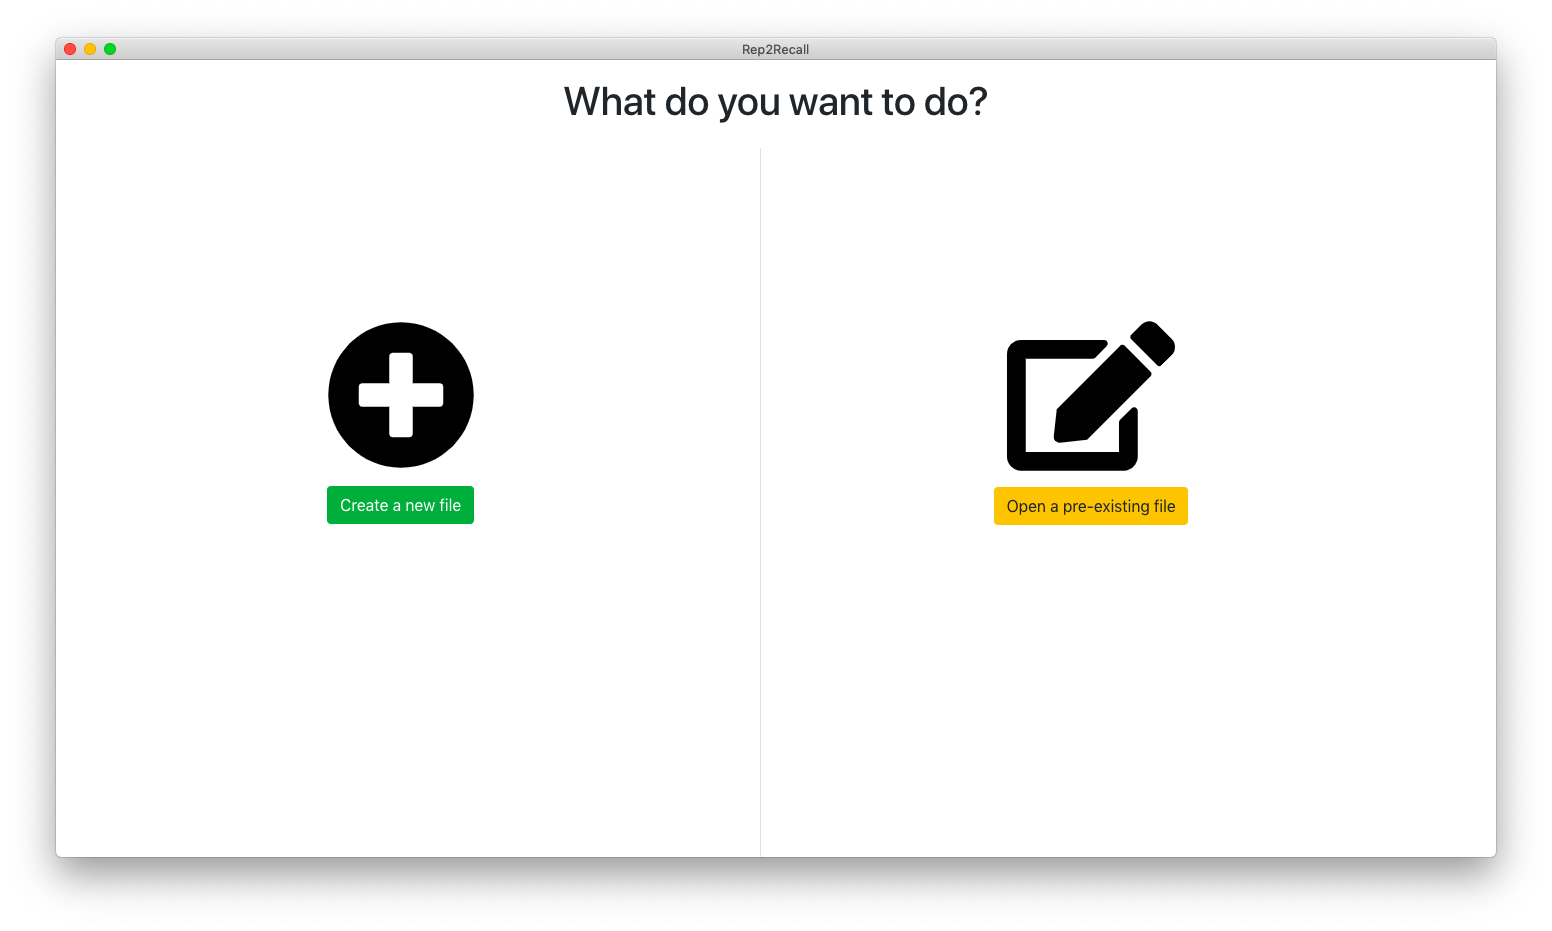 Rep2Recall
What do you want to do?
Create a new file
Open a pre-existing file